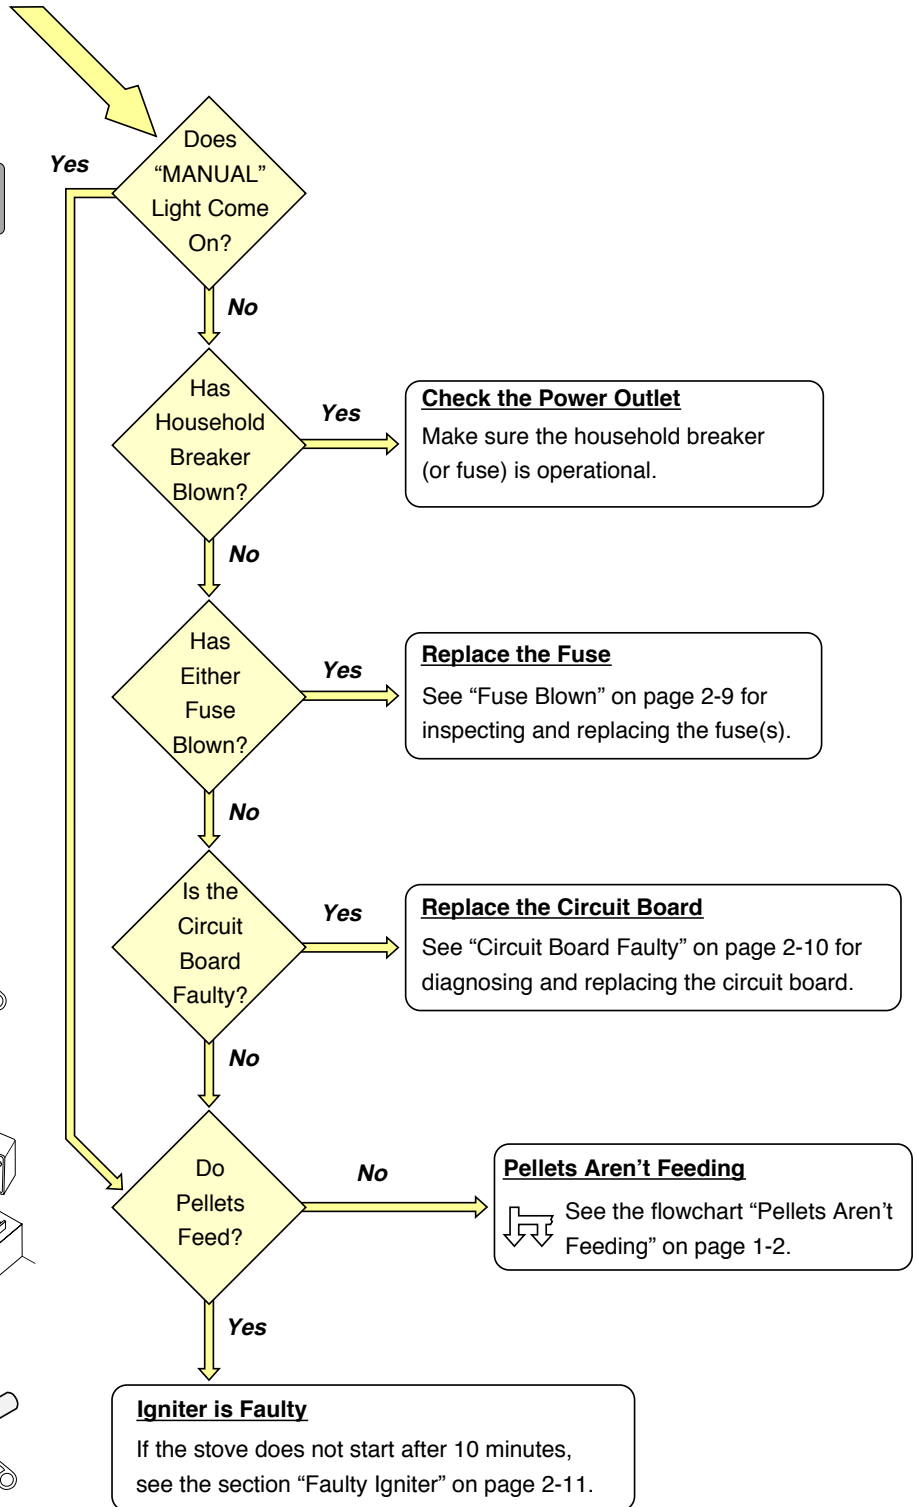 Does
“MANUAL”
Light Come
On?
Yes
No
Has
Household
Breaker
Blown?
Yes
Check the Power Outlet
Make sure the household breaker
(or fuse) is operational.
No
Has
Either
Fuse
Blown?
Yes
Replace the Fuse
See “Fuse Blown” on page 2-9 for
inspecting and replacing the fuse(s).
No
Is the
Circuit
Board
Faulty?
Yes
Replace the Circuit Board
See “Circuit Board Faulty” on page 2-10 for
diagnosing and replacing the circuit board.
No
Do
Pellets
Feed?
No
Pellets Aren’t Feeding
See the flowchart “Pellets Aren’t
Feeding” on page 1-2.
Yes
Igniter is Faulty
If the stove does not start after 10 minutes,
see the section “Faulty Igniter” on page 2-11.